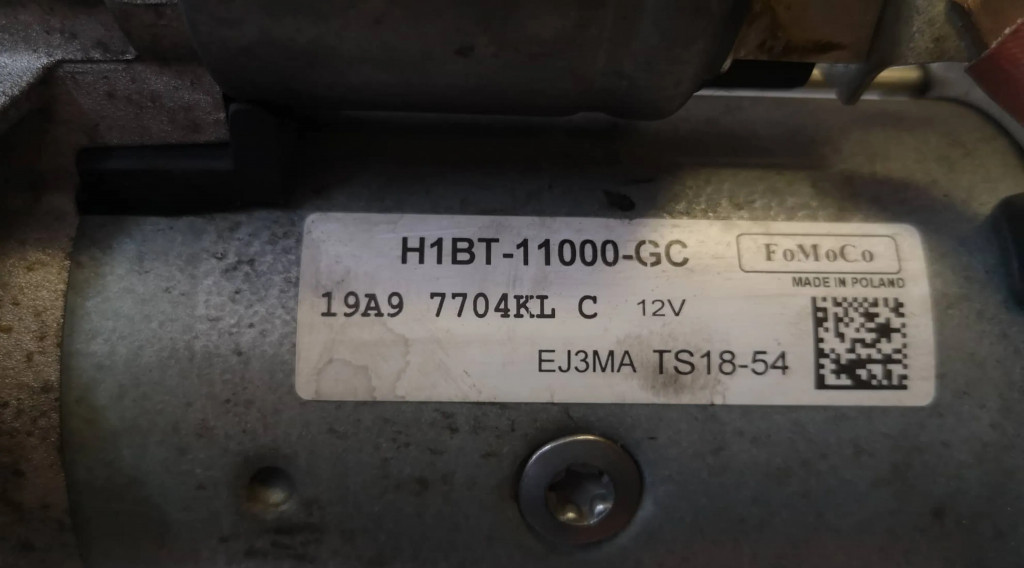 H1BT-11000-GC
FoMoCo
MADE IN POLAND
19A9 7704KL C 12V
EJ3MA TS18-54